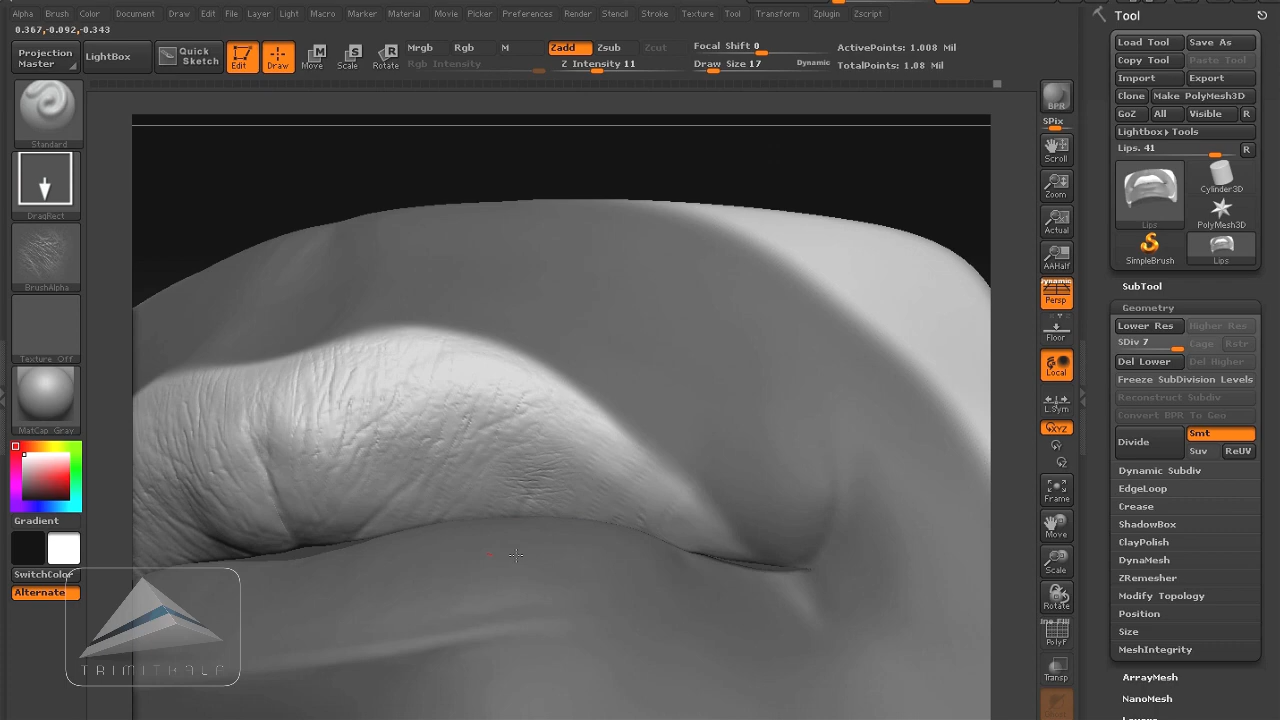 Alpha Brush Color Document Draw Edit File Layer Light Macro Marker Material Movie Picker Preferences Render Stencil Stroke Texture Tool Transform Zplugin Zscript
0.367,-0.092,-0.343
Projection Master
LightBox
Quick Sketch
Edit
Draw
Move
Scale
Rotate
Mrgb Rgb M
Rgb Intensity
Zadd Zsub Zcut
Z Intensity 11
Focal Shift 0
Draw Size 17
Dynamic
ActivePoints: 1.008 Mil
TotalPoints: 1.08 Mil
Standard
DragRect
BrushAlpha
Texture Off
MatCap Gray
Gradient
SwitchColor
Alternate
BPR
SPix
Scroll
Zoom
Actual
AAHalf
Dynamic
Persp
Floor
Local
L.Sym
XYZ
Frame
Move
Scale
Rotate
PolyF
Transp
Tool
Load Tool Save As
Copy Tool Paste Tool
Import Export
Clone Make PolyMesh3D
GoZ All Visible R
Lightbox▸Tools
Lips. 41 R
Lips
Cylinder3D
PolyMesh3D
SimpleBrush
Lips
SubTool
Geometry
Lower Res Higher Res
SDiv 7 Cage Rstr
Del Lower Del Higher
Freeze SubDivision Levels
Reconstruct Subdiv
Convert BPR To Geo
Divide
Smt
Suv ReUV
Dynamic Subdiv
EdgeLoop
Crease
ShadowBox
ClayPolish
DynaMesh
ZRemesher
Modify Topology
Position
Size
MeshIntegrity
ArrayMesh
NanoMesh